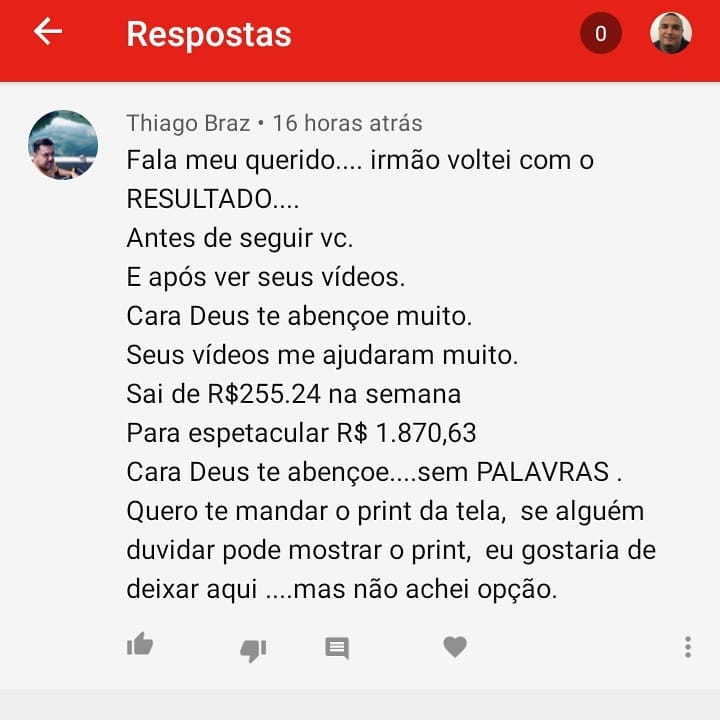 Respostas
0
Thiago Braz • 16 horas atrás
Fala meu querido.... irmão voltei com o
RESULTADO....
Antes de seguir vc.
E após ver seus vídeos.
Cara Deus te abençoe muito.
Seus vídeos me ajudaram muito.
Sai de R$255.24 na semana
Para espetacular R$ 1.870,63
Cara Deus te abençoe....sem PALAVRAS .
Quero te mandar o print da tela,  se alguém
duvidar pode mostrar o print,  eu gostaria de
deixar aqui ....mas não achei opção.